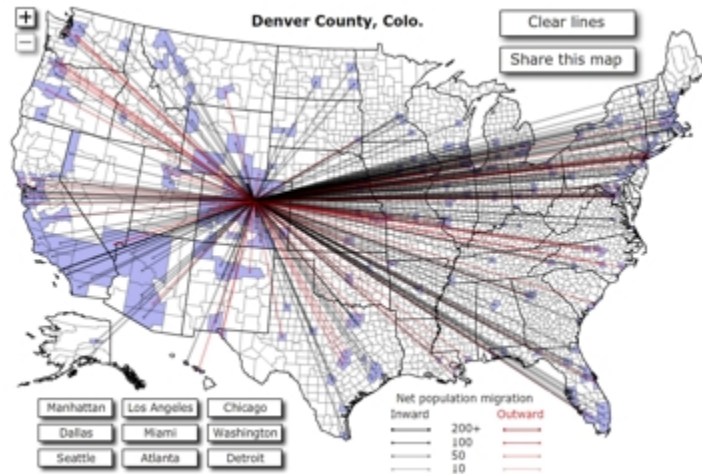 +
−
Denver County, Colo.
Clear lines
Share this map
Manhattan
Los Angeles
Chicago
Dallas
Miami
Washington
Seattle
Atlanta
Detroit
Net population migration
Inward
Outward
200+
100
50
10